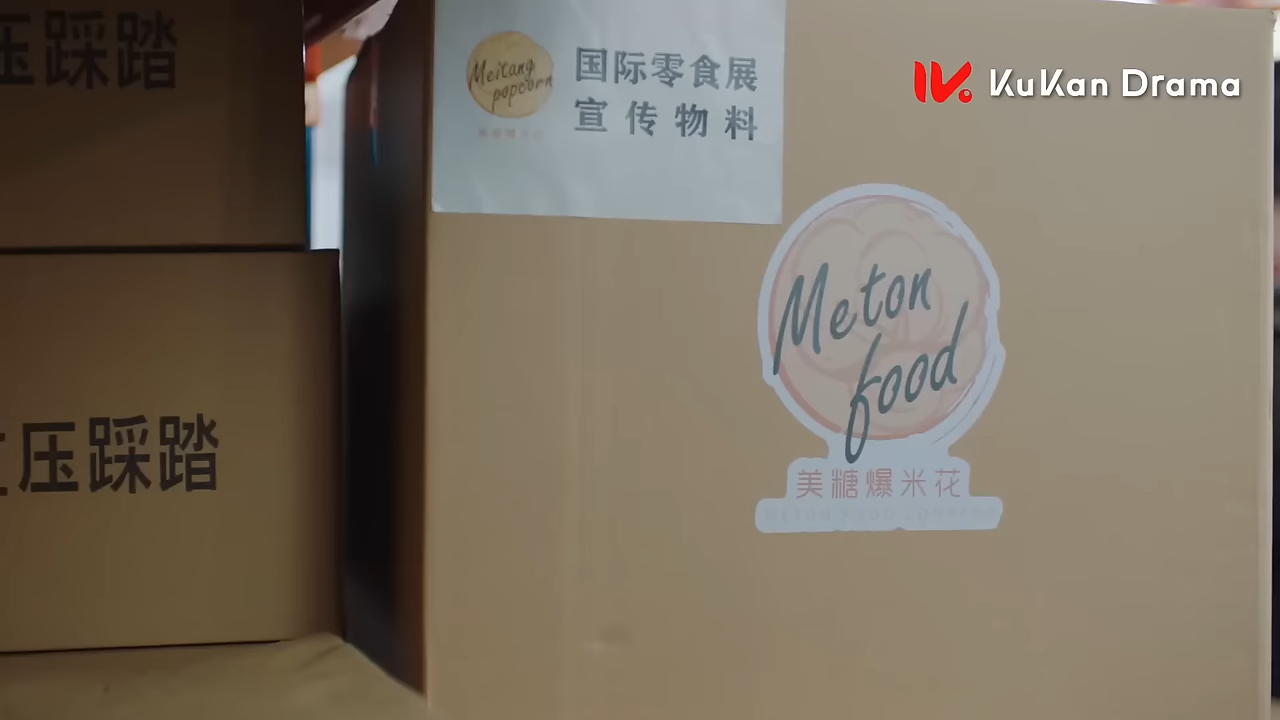 压踩踏
Meitang
popcorn
国际零食展
宣传物料
KuKan Drama
Meton
food
压踩踏
美糖爆米花